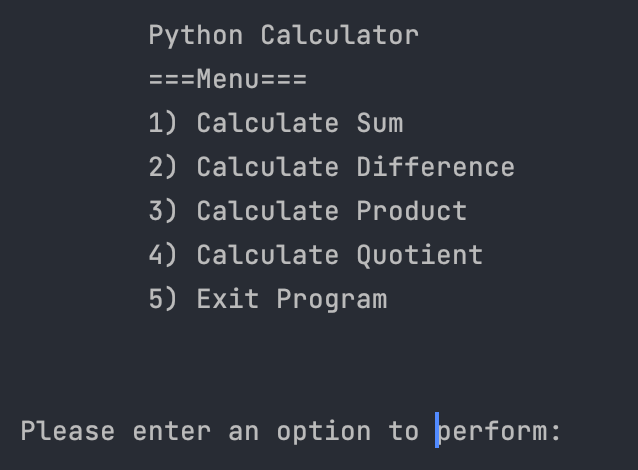 Python Calculator
===Menu===
1) Calculate Sum
2) Calculate Difference
3) Calculate Product
4) Calculate Quotient
5) Exit Program
Please enter an option to perform: